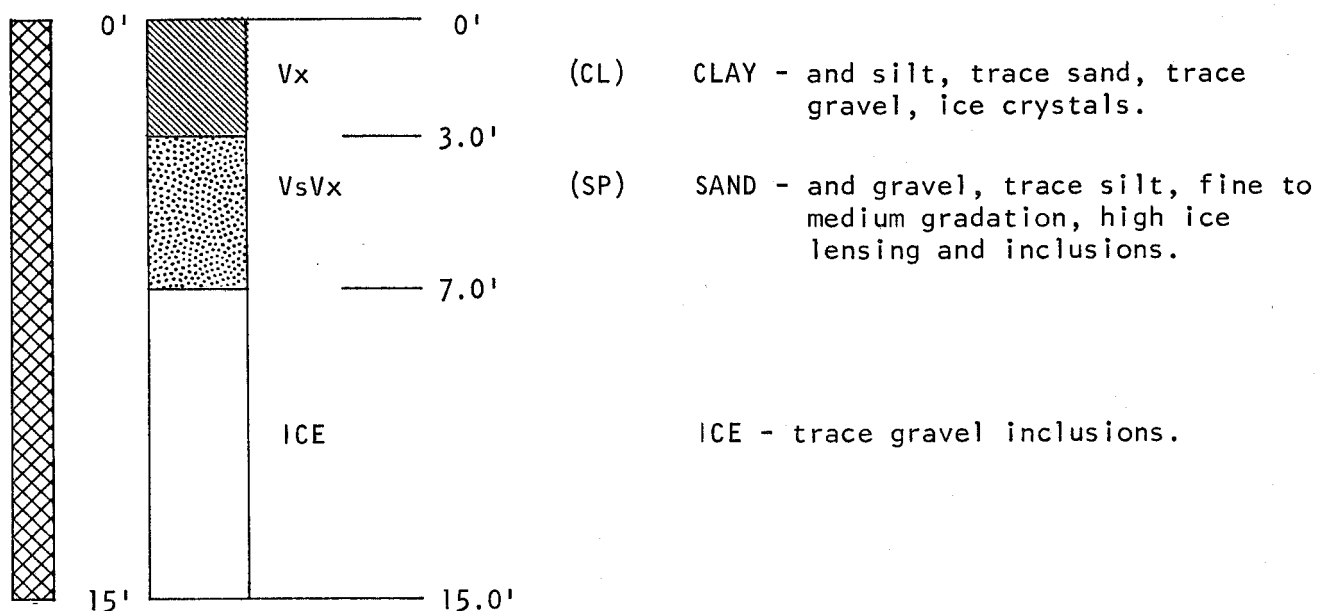 0' 0'
Vx (CL) CLAY - and silt, trace sand, trace
gravel, ice crystals.
3.0'
VsVx (SP) SAND - and gravel, trace silt, fine to
medium gradation, high ice
lensing and inclusions.
7.0'
ICE ICE - trace gravel inclusions.
15' 15.0'